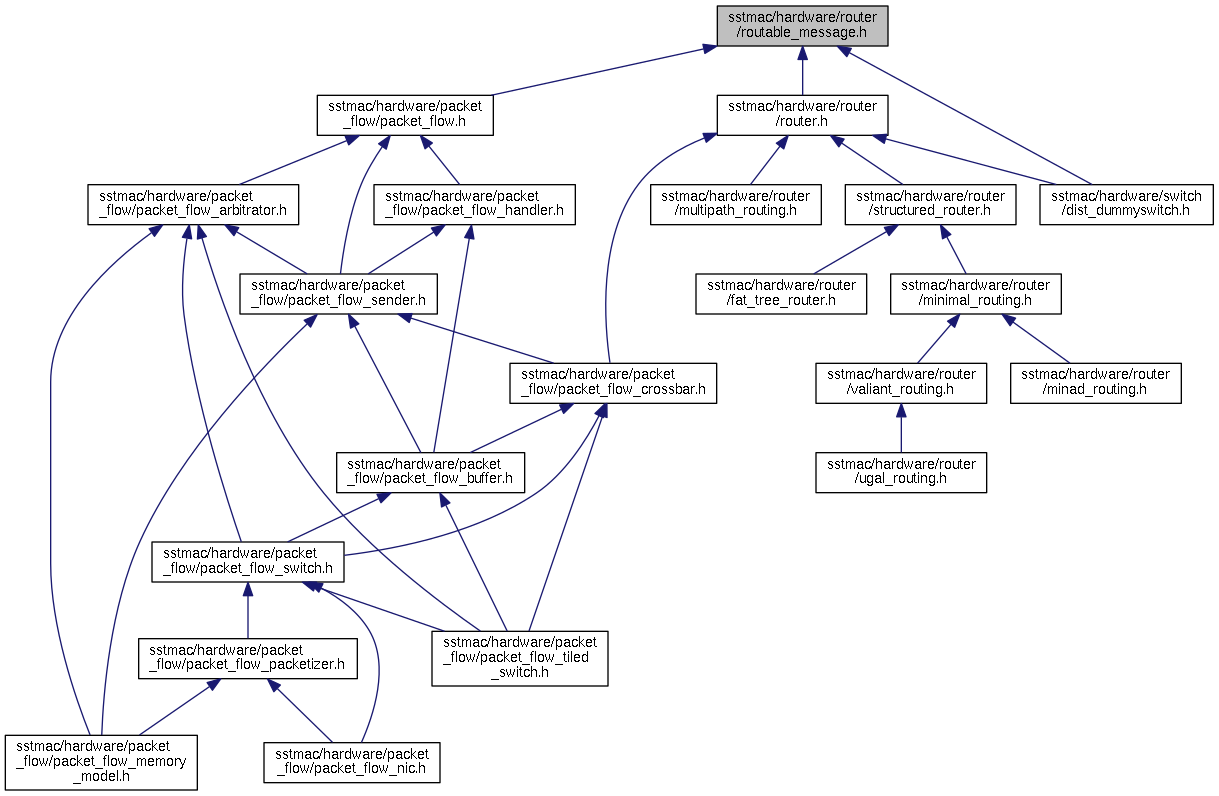 sstmac/hardware/router
/routable_message.h
sstmac/hardware/packet
_flow/packet_flow.h
sstmac/hardware/router
/router.h
sstmac/hardware/packet
_flow/packet_flow_arbitrator.h
sstmac/hardware/packet
_flow/packet_flow_handler.h
sstmac/hardware/router
/multipath_routing.h
sstmac/hardware/router
/structured_router.h
sstmac/hardware/switch
/dist_dummyswitch.h
sstmac/hardware/packet
_flow/packet_flow_sender.h
sstmac/hardware/router
/fat_tree_router.h
sstmac/hardware/router
/minimal_routing.h
sstmac/hardware/packet
_flow/packet_flow_crossbar.h
sstmac/hardware/router
/valiant_routing.h
sstmac/hardware/router
/minad_routing.h
sstmac/hardware/packet
_flow/packet_flow_buffer.h
sstmac/hardware/router
/ugal_routing.h
sstmac/hardware/packet
_flow/packet_flow_switch.h
sstmac/hardware/packet
_flow/packet_flow_packetizer.h
sstmac/hardware/packet
_flow/packet_flow_tiled
_switch.h
sstmac/hardware/packet
_flow/packet_flow_memory
_model.h
sstmac/hardware/packet
_flow/packet_flow_nic.h